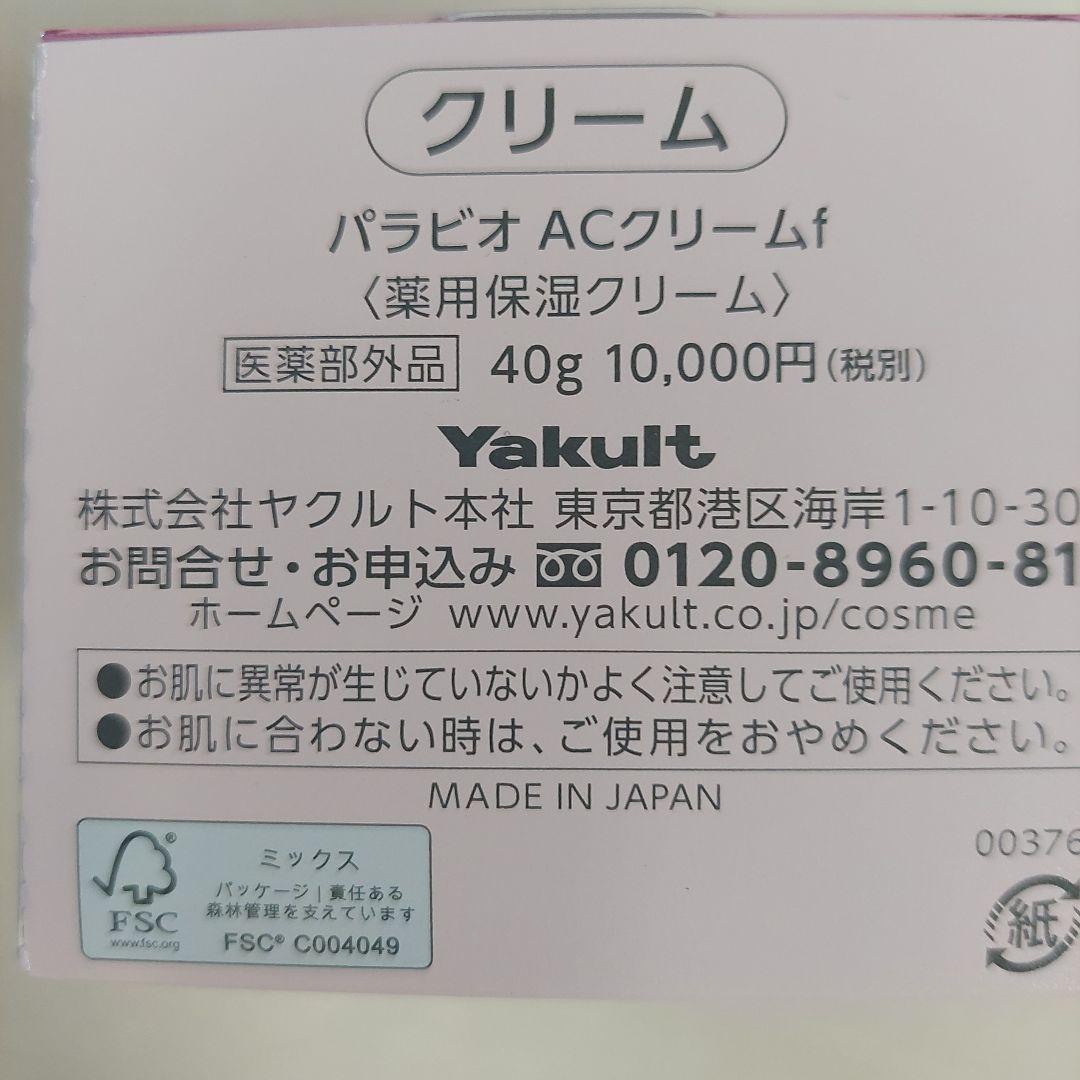 クリーム
パラビオ ACクリームf
〈薬用保湿クリーム〉
医薬部外品 40g 10,000円(税別)
Yakult
株式会社ヤクルト本社 東京都港区海岸1-10-30
お問合せ・お申込み 0120-8960-81
ホームページ www.yakult.co.jp/cosme
●お肌に異常が生じていないかよく注意してご使用ください。
●お肌に合わない時は、ご使用をおやめください。
MADE IN JAPAN
00376
紙
FSC
www.fsc.org
ミックス
パッケージ | 責任ある
森林管理を支えています
FSC® C004049